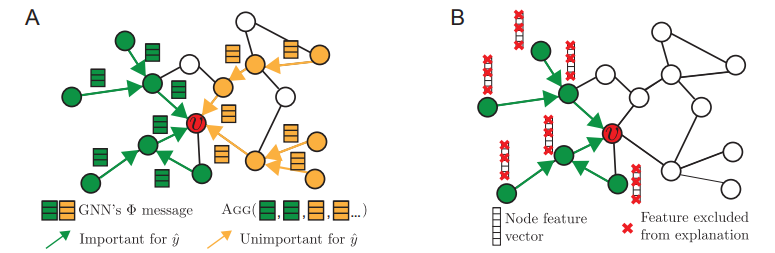 A
B
𝑣
𝑣
GNN's Φ message
AGG( , , , ...)
Important for ŷ
Unimportant for ŷ
Node feature
vector
Feature excluded
from explanation